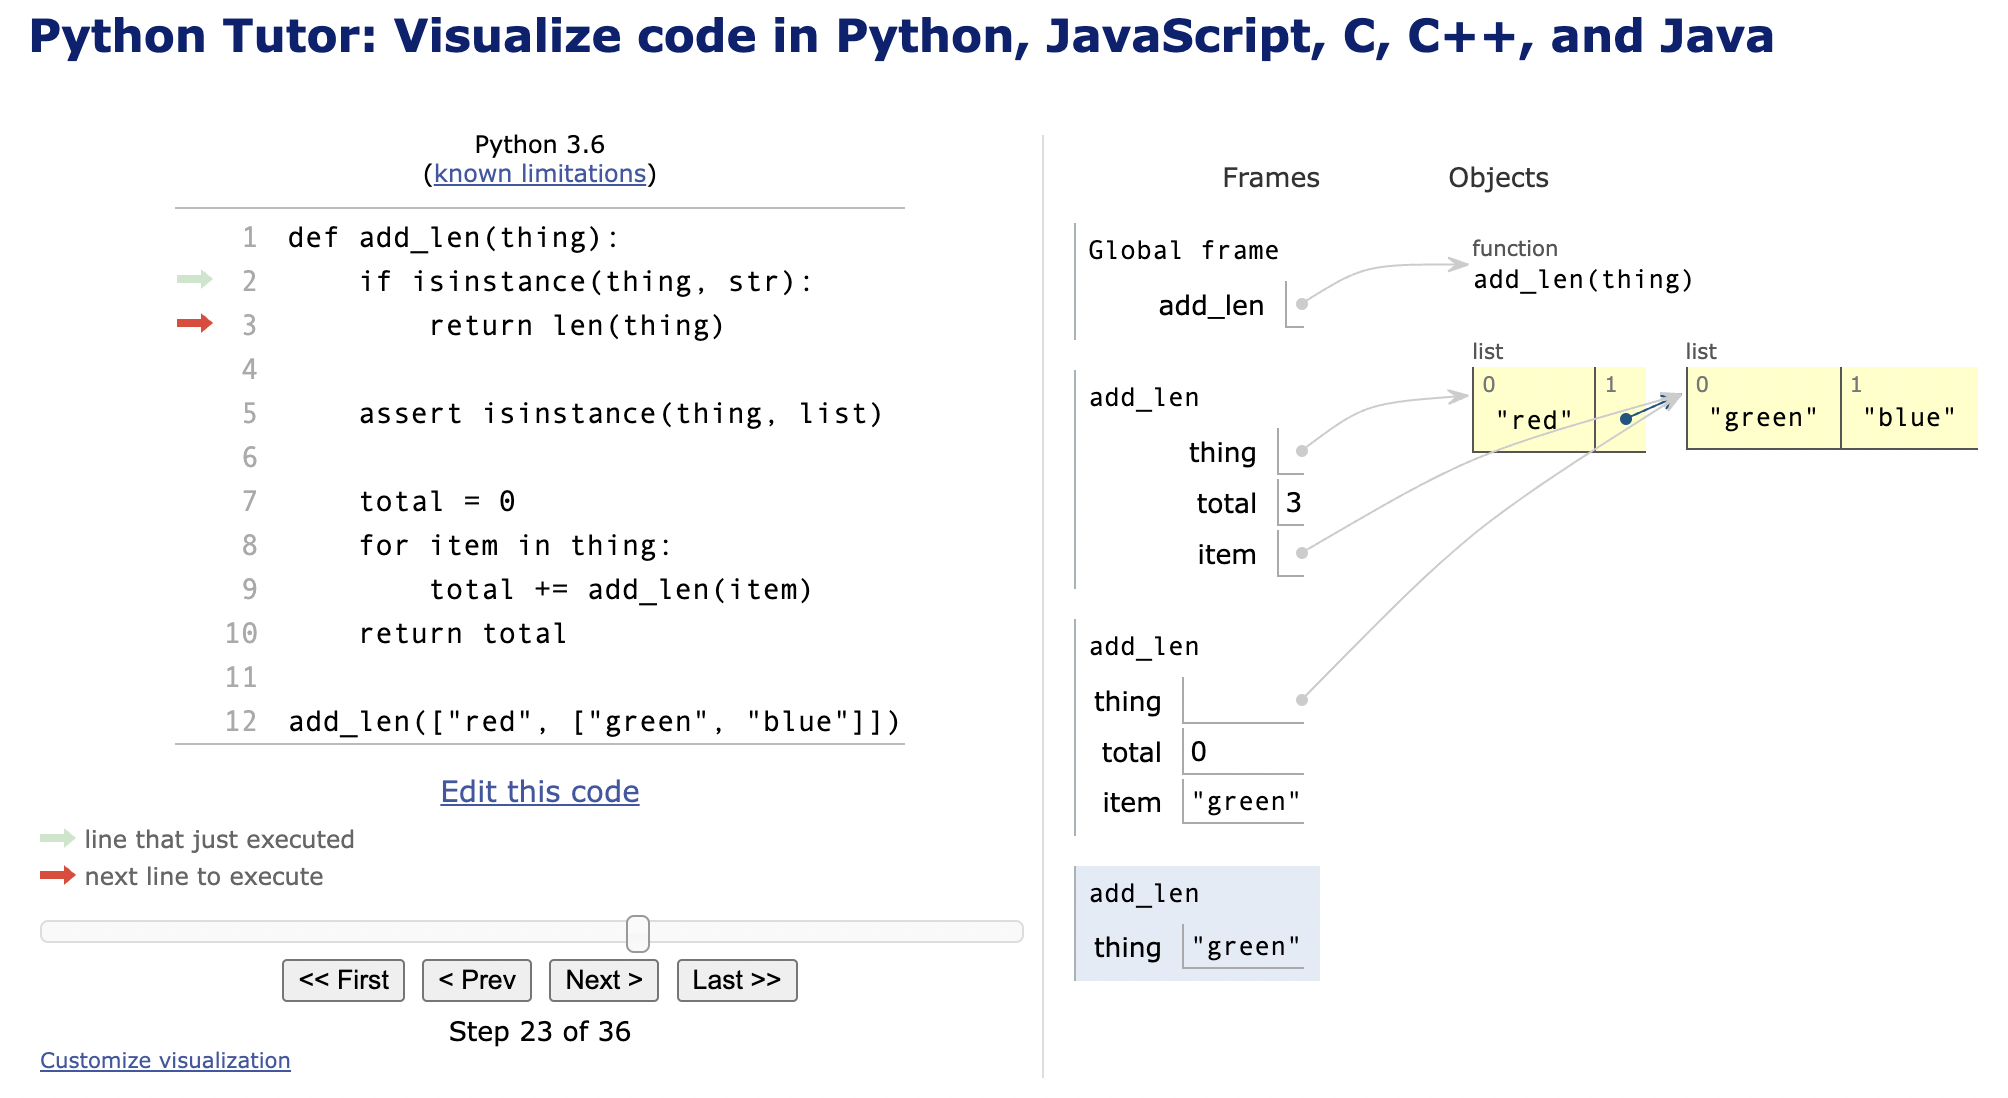 Python Tutor: Visualize code in Python, JavaScript, C, C++, and Java
Python 3.6
(known limitations)
1 def add_len(thing):
2     if isinstance(thing, str):
3         return len(thing)
4
5     assert isinstance(thing, list)
6
7     total = 0
8     for item in thing:
9         total += add_len(item)
10     return total
11
12 add_len(["red", ["green", "blue"]])
Edit this code
line that just executed
next line to execute
<< First < Prev Next > Last >>
Step 23 of 36
Customize visualization
Frames Objects
Global frame
add_len
function
add_len(thing)
list
0 1
"red"
list
0 1
"green" "blue"
add_len
thing
total 3
item
add_len
thing
total 0
item "green"
add_len
thing "green"